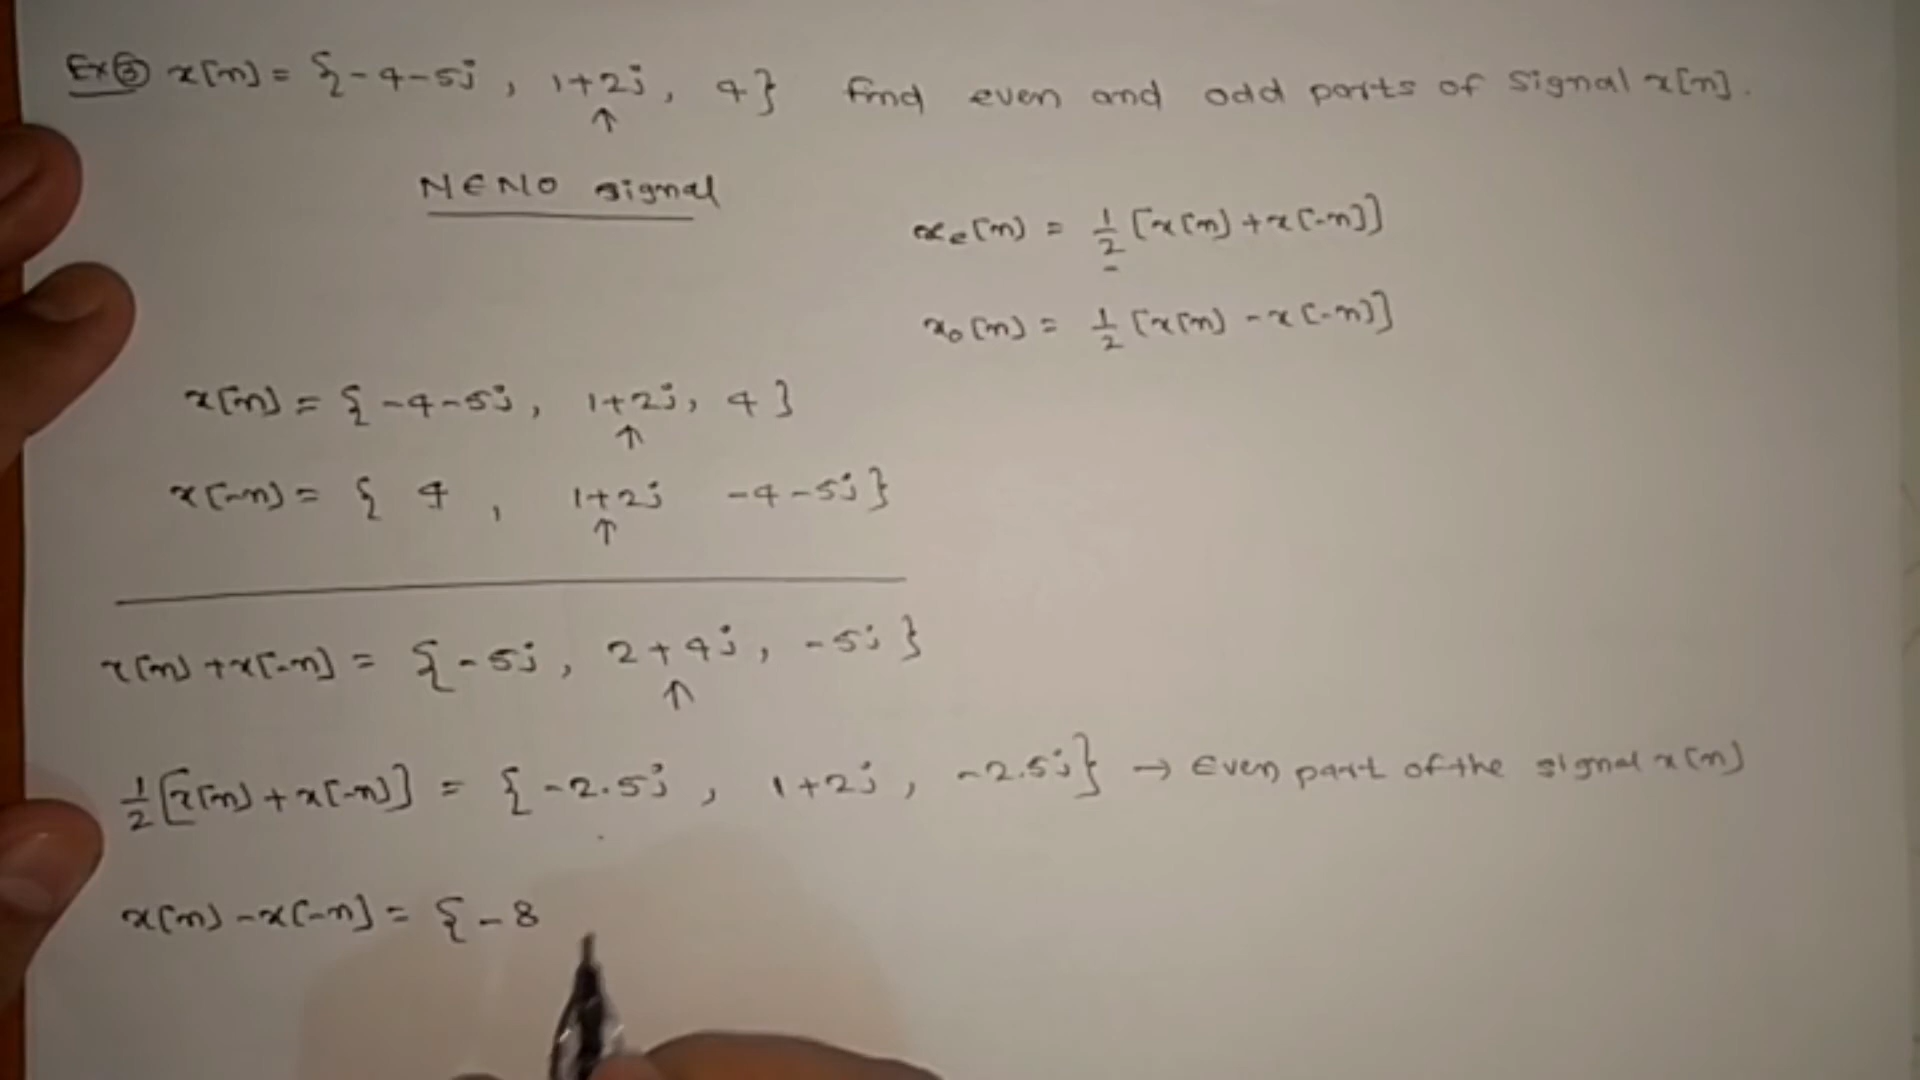 Ex③ x[n] = {-4-5j, 1+2j, 4} find even and odd parts of signal x[n].
↑
NENO signal
xe[n] = 1/2 [x[n] + x[-n]]
xo[n] = 1/2 [x[n] - x[-n]]
x[n] = {-4-5j, 1+2j, 4}
↑
x[-n] = { 4 , 1+2j -4-5j}
↑
x[n] + x[-n] = {-5j, 2+4j, -5j}
↑
1/2 [x[n] + x[-n]] = {-2.5j, 1+2j, -2.5j} → Even part of the signal x[n]
x[n] - x[-n] = {-8